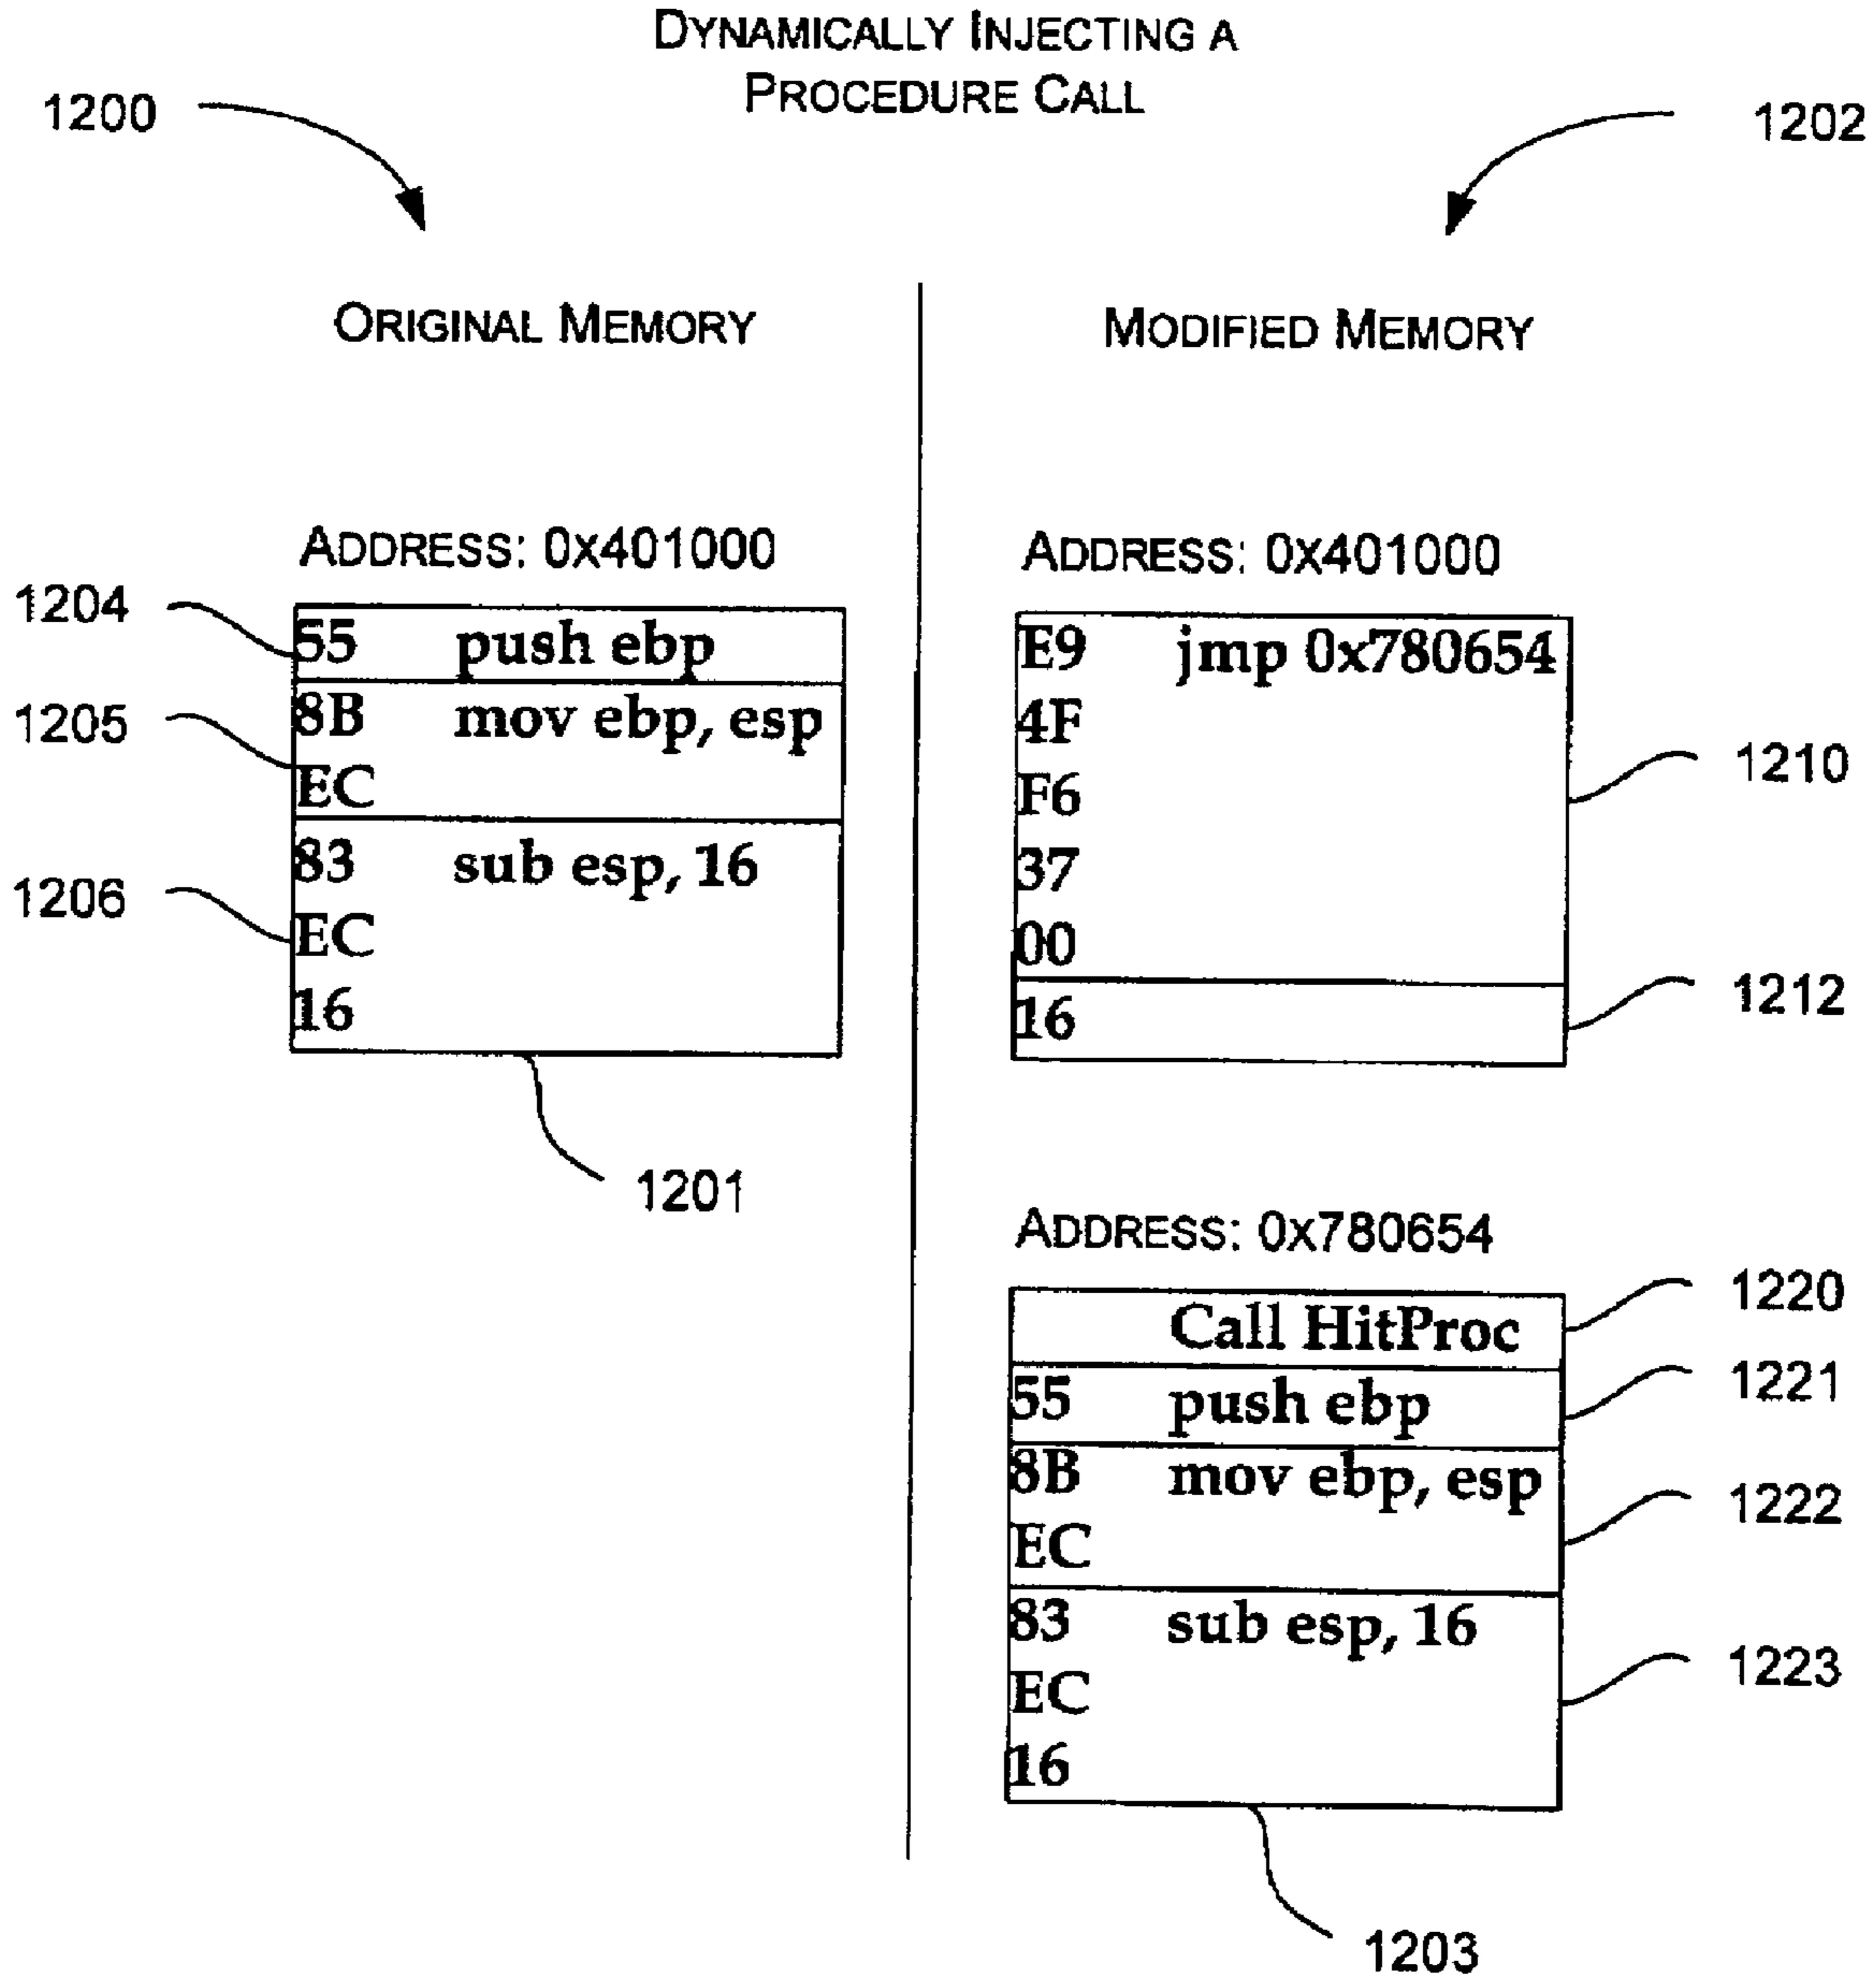 DYNAMICALLY INJECTING A
PROCEDURE CALL
1200
1202
ORIGINAL MEMORY
ADDRESS: 0X401000
1204
55 push ebp
1205
8B mov ebp, esp
EC
83 sub esp, 16
1206
EC
16
1201
MODIFIED MEMORY
ADDRESS: 0X401000
E9 jmp 0x780654
4F
F6
37
00
1210
16
1212
ADDRESS: 0X780654
Call HitProc
1220
55 push ebp
1221
8B mov ebp, esp
EC
1222
83 sub esp, 16
EC
16
1223
1203